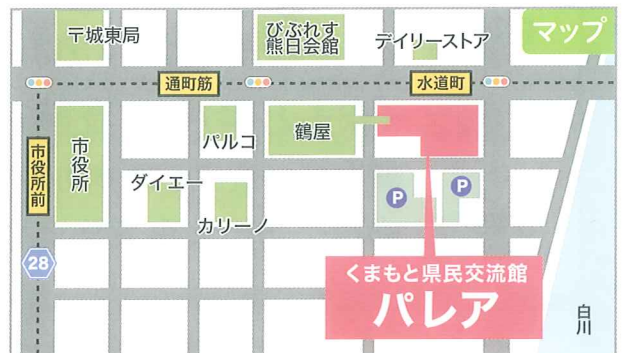 〒城東局
びぷれす
熊日会館
デイリーストア
マップ
通町筋
水道町
市役所前
市役所
パルコ
鶴屋
ダイエー
カリーノ
P
P
28
くまもと県民交流館
パレア
白川